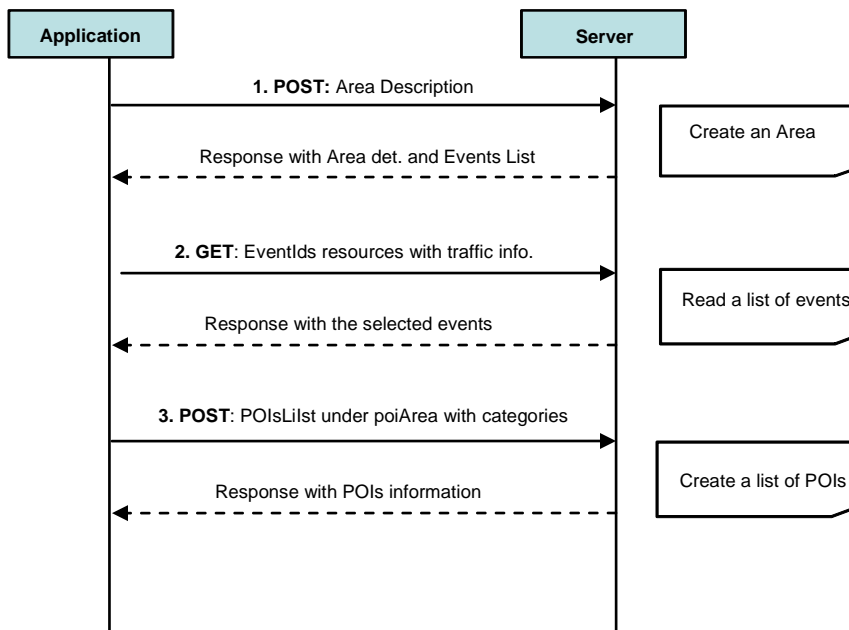 Application
Server
1. POST: Area Description
Create an Area
Response with Area det. and Events List
2. GET: EventIds resources with traffic info.
Read a list of events
Response with the selected events
3. POST: POIsLiIst under poiArea with categories
Create a list of POIs
Response with POIs information